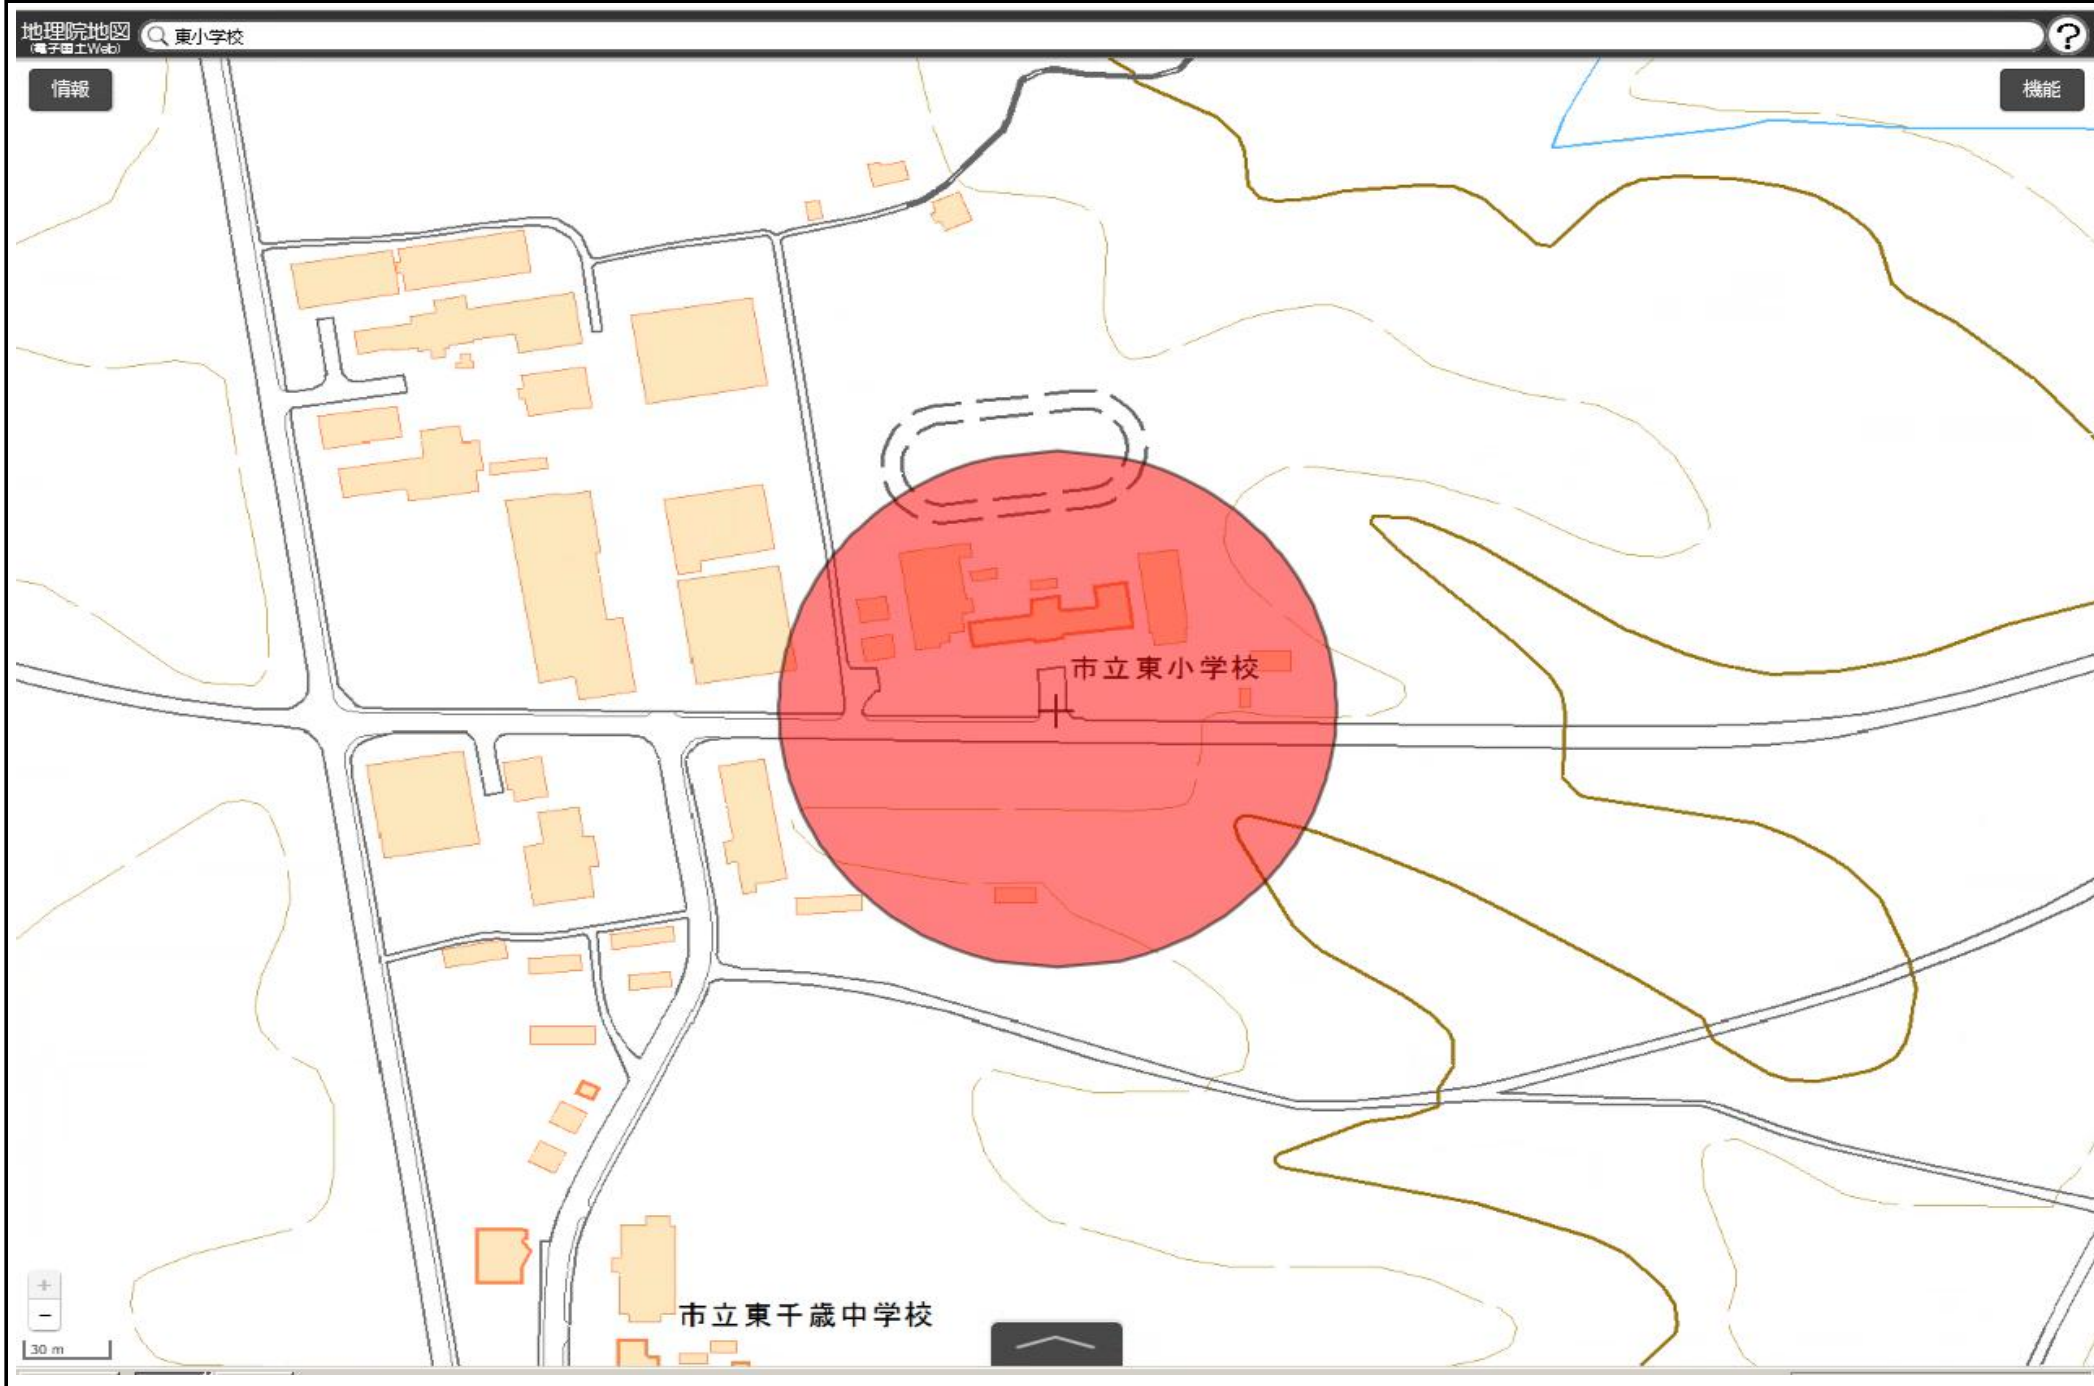 地理院地図
(電子国土Web)
東小学校
?
情報
機能
市立東小学校
市立東千歳中学校
+
−
30 m